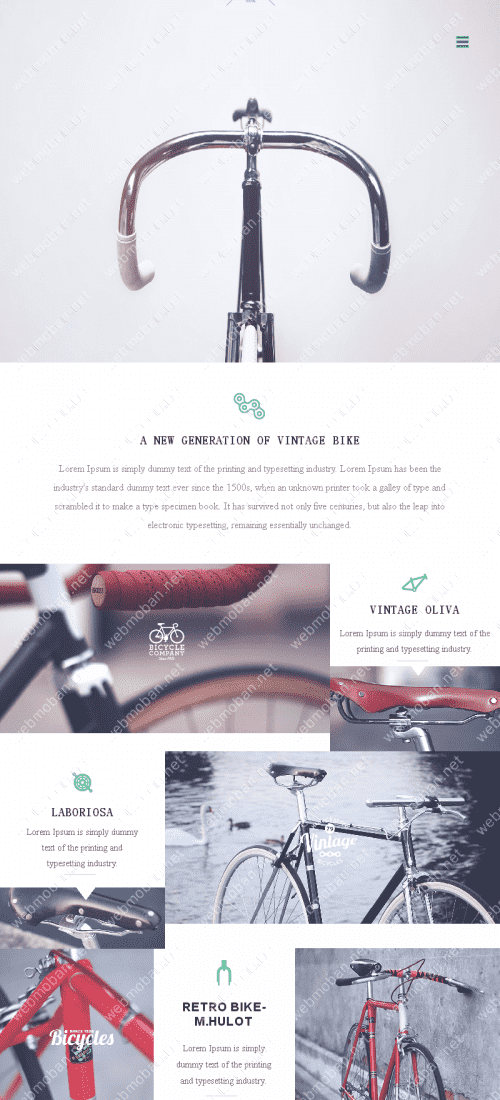 A NEW GENERATION OF VINTAGE BIKE
Lorem Ipsum is simply dummy text of the printing and typesetting industry. Lorem Ipsum has been the
industry's standard dummy text ever since the 1500s, when an unknown printer took a galley of type and
scrambled it to make a type specimen book. It has survived not only five centuries, but also the leap into
electronic typesetting, remaining essentially unchanged.
BICYCLE
COMPANY
VINTAGE OLIVA
Lorem Ipsum is simply dummy text of the
printing and typesetting industry.
LABORIOSA
Lorem Ipsum is simply dummy
text of the printing and
typesetting industry.
Vintage
Bicycles
RETRO BIKE-
M.HULOT
Lorem Ipsum is simply
dummy text of the printing
and typesetting industry.
webmoban.net